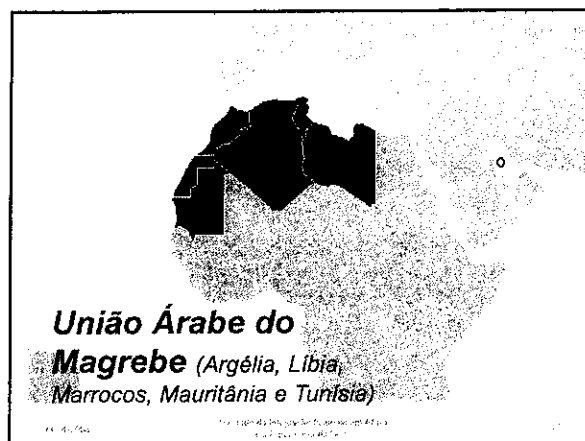 União Árabe do
Magrebe (Argélia, Líbia,
Marrocos, Mauritânia e Tunísia)